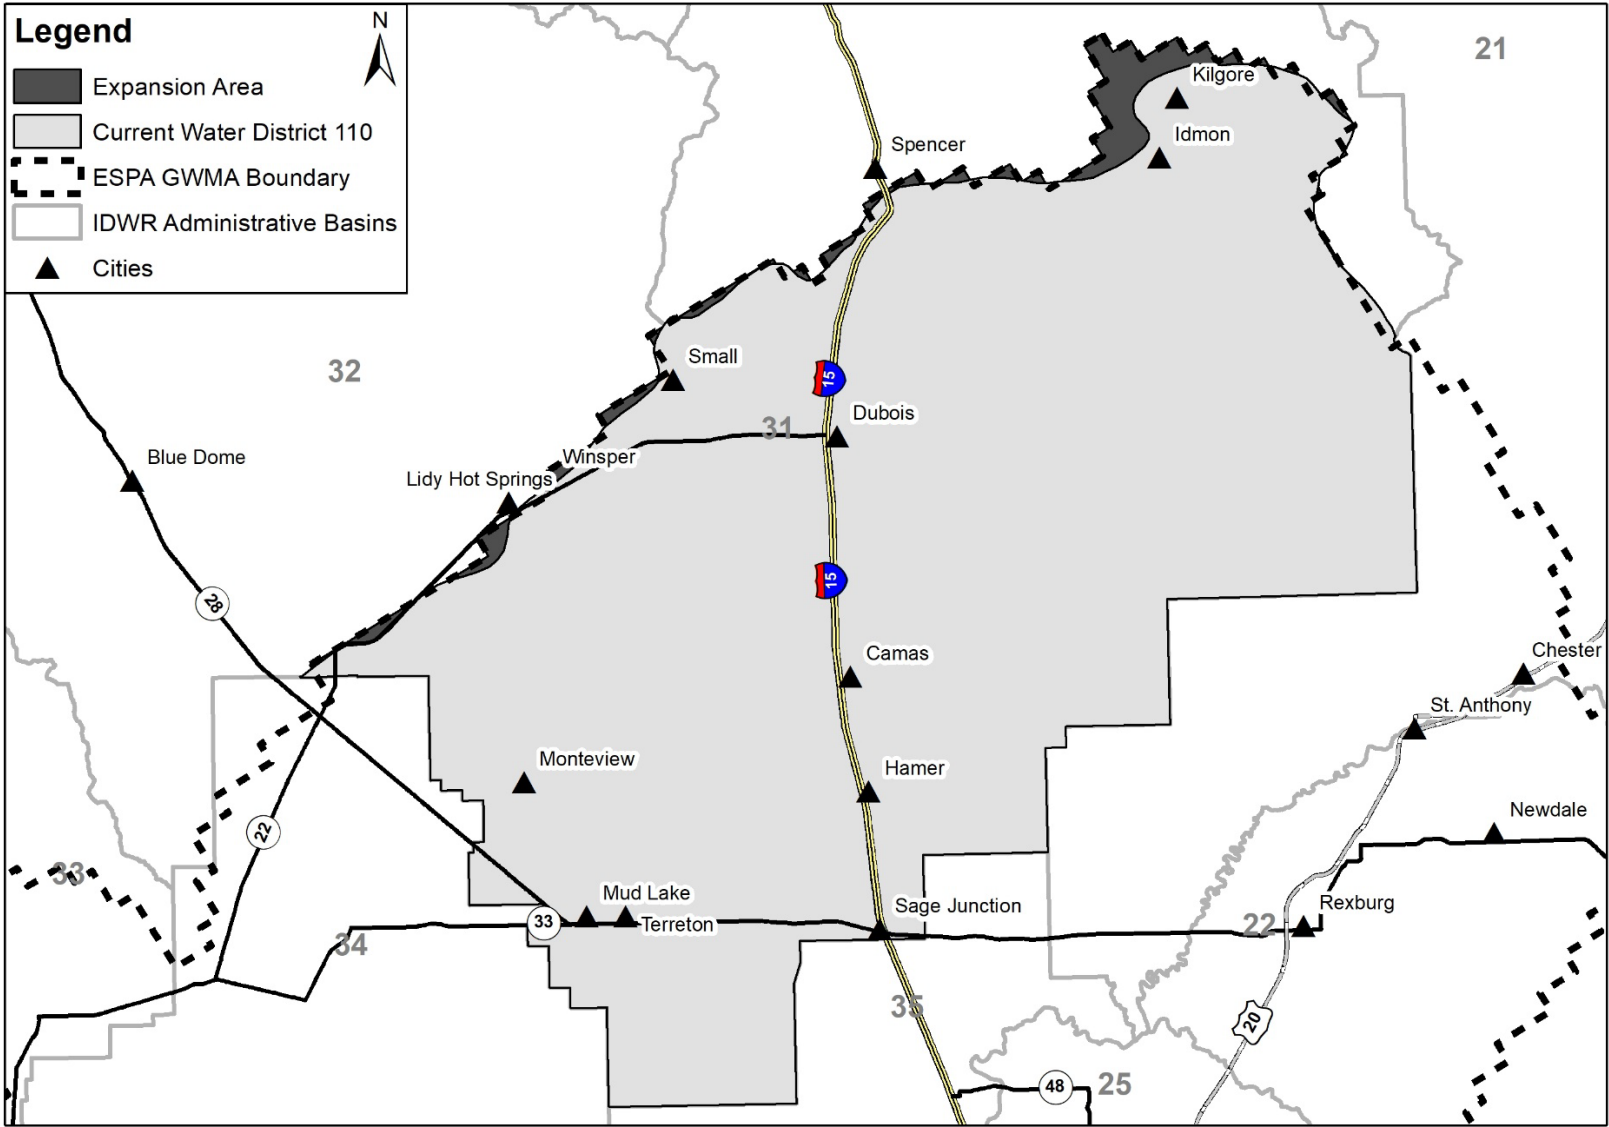 Legend
N
Expansion Area
Current Water District 110
ESPA GWMA Boundary
IDWR Administrative Basins
Cities
21
Kilgore
Idmon
Spencer
32
Small
15
Dubois
31
Blue Dome
Winsper
Lidy Hot Springs
15
28
Chester
Camas
St. Anthony
Monteview
Hamer
22
Newdale
33
Mud Lake
Sage Junction
Rexburg
33
Terreton
22
34
35
20
48
25